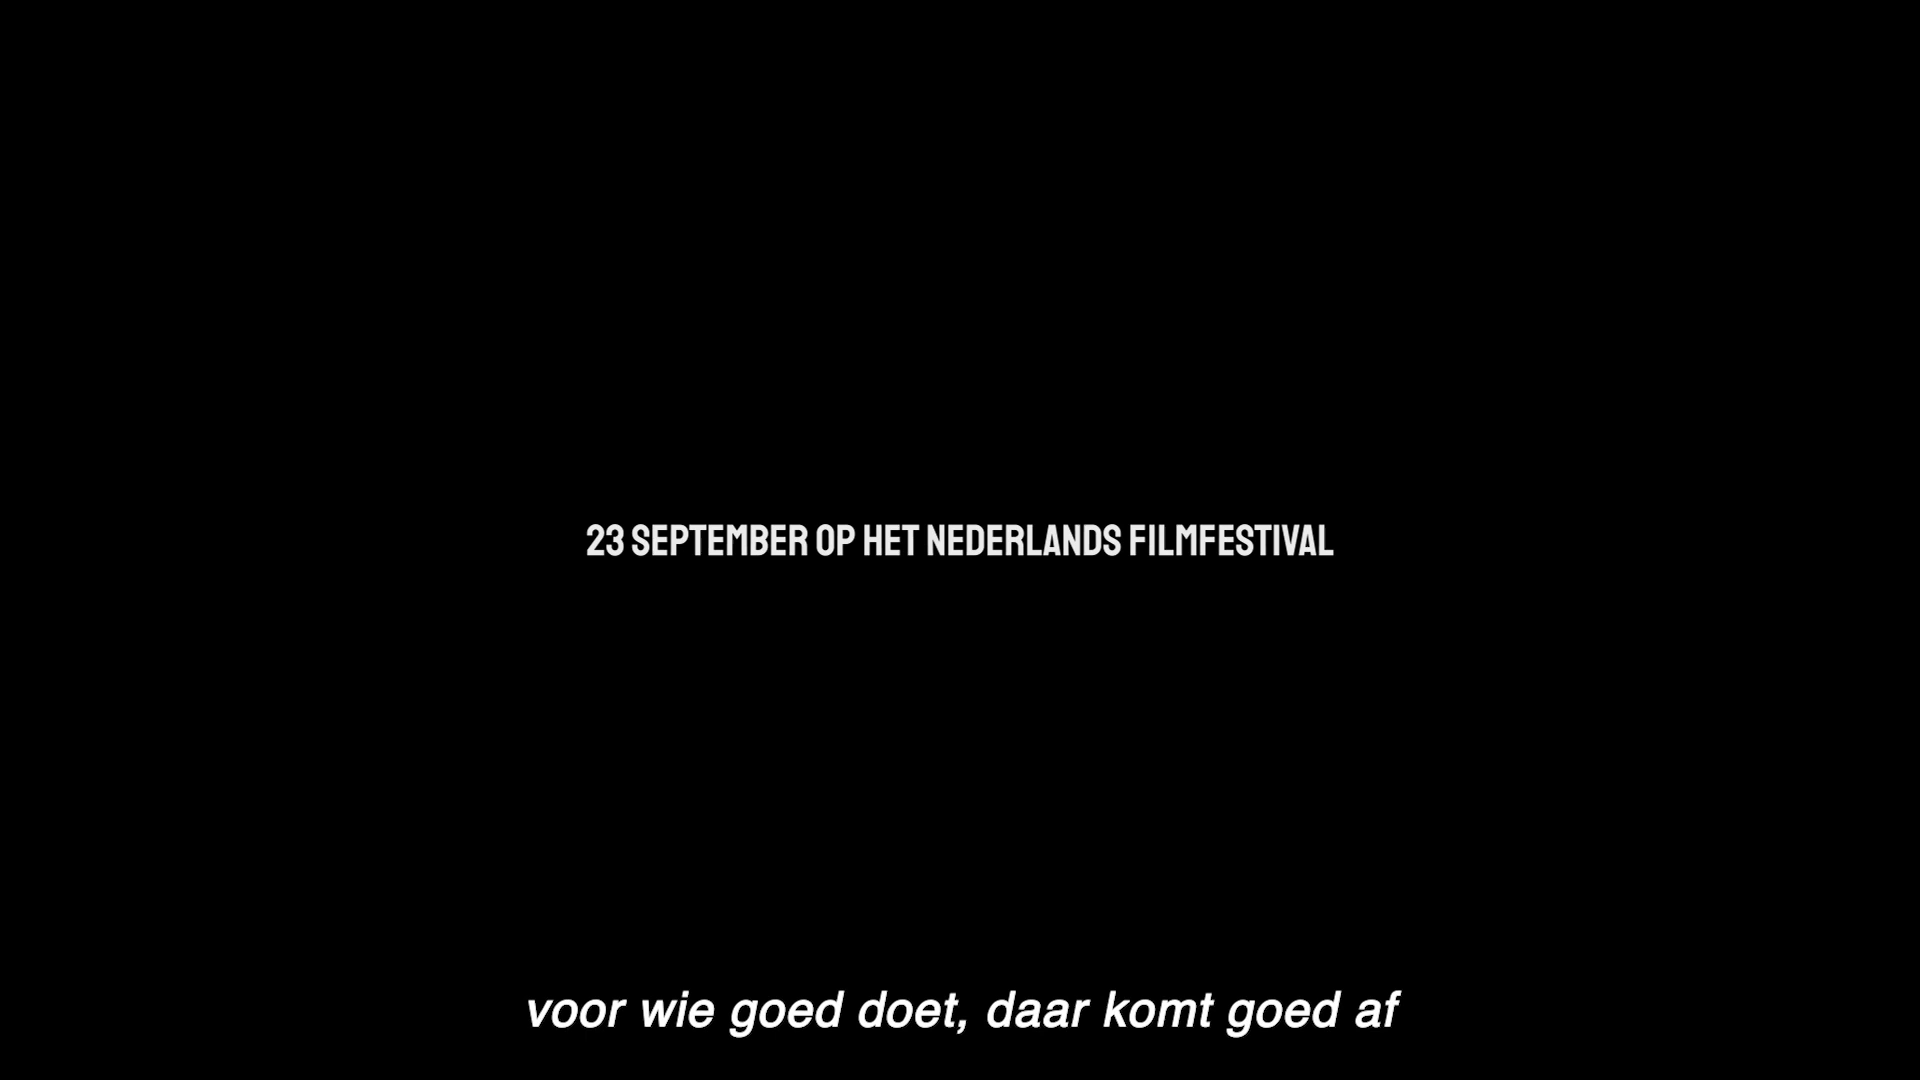 23 SEPTEMBER OP HET NEDERLANDS FILMFESTIVAL
voor wie goed doet, daar komt goed af